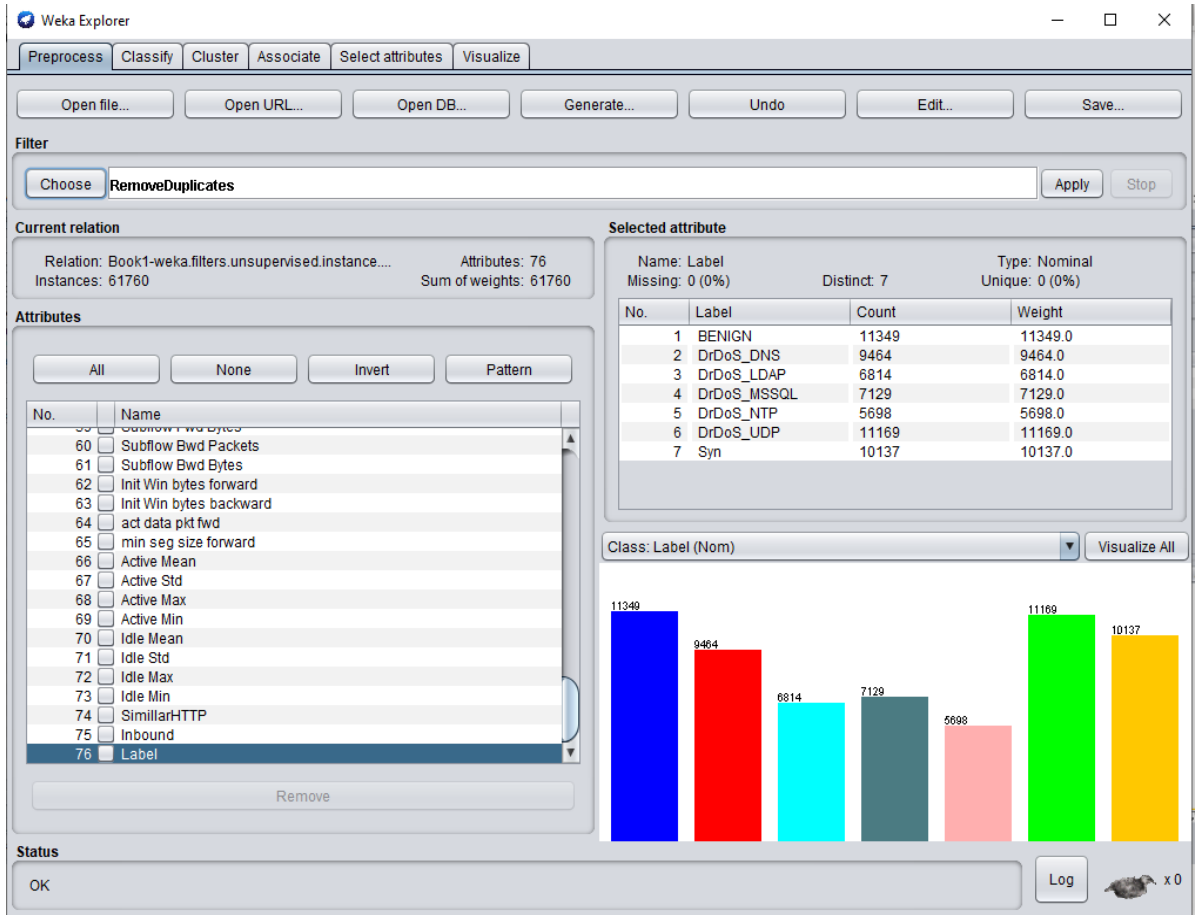 Weka Explorer
Preprocess Classify Cluster Associate Select attributes Visualize
Open file... Open URL... Open DB... Generate... Undo Edit... Save...
Filter
Choose RemoveDuplicates Apply Stop
Current relation
Relation: Book1-weka.filters.unsupervised.instance.... Attributes: 76
Instances: 61760 Sum of weights: 61760
Attributes
All None Invert Pattern
No. Name
60 Subflow Bwd Packets
61 Subflow Bwd Bytes
62 Init Win bytes forward
63 Init Win bytes backward
64 act data pkt fwd
65 min seg size forward
66 Active Mean
67 Active Std
68 Active Max
69 Active Min
70 Idle Mean
71 Idle Std
72 Idle Max
73 Idle Min
74 SimillarHTTP
75 Inbound
76 Label
Remove
Selected attribute
Name: Label Type: Nominal
Missing: 0 (0%) Distinct: 7 Unique: 0 (0%)
No. Label Count Weight
1 BENIGN 11349 11349.0
2 DrDoS_DNS 9464 9464.0
3 DrDoS_LDAP 6814 6814.0
4 DrDoS_MSSQL 7129 7129.0
5 DrDoS_NTP 5698 5698.0
6 DrDoS_UDP 11169 11169.0
7 Syn 10137 10137.0
Class: Label (Nom) Visualize All
11349 9464 6814 7129 5698 11169 10137
Status
OK Log x 0